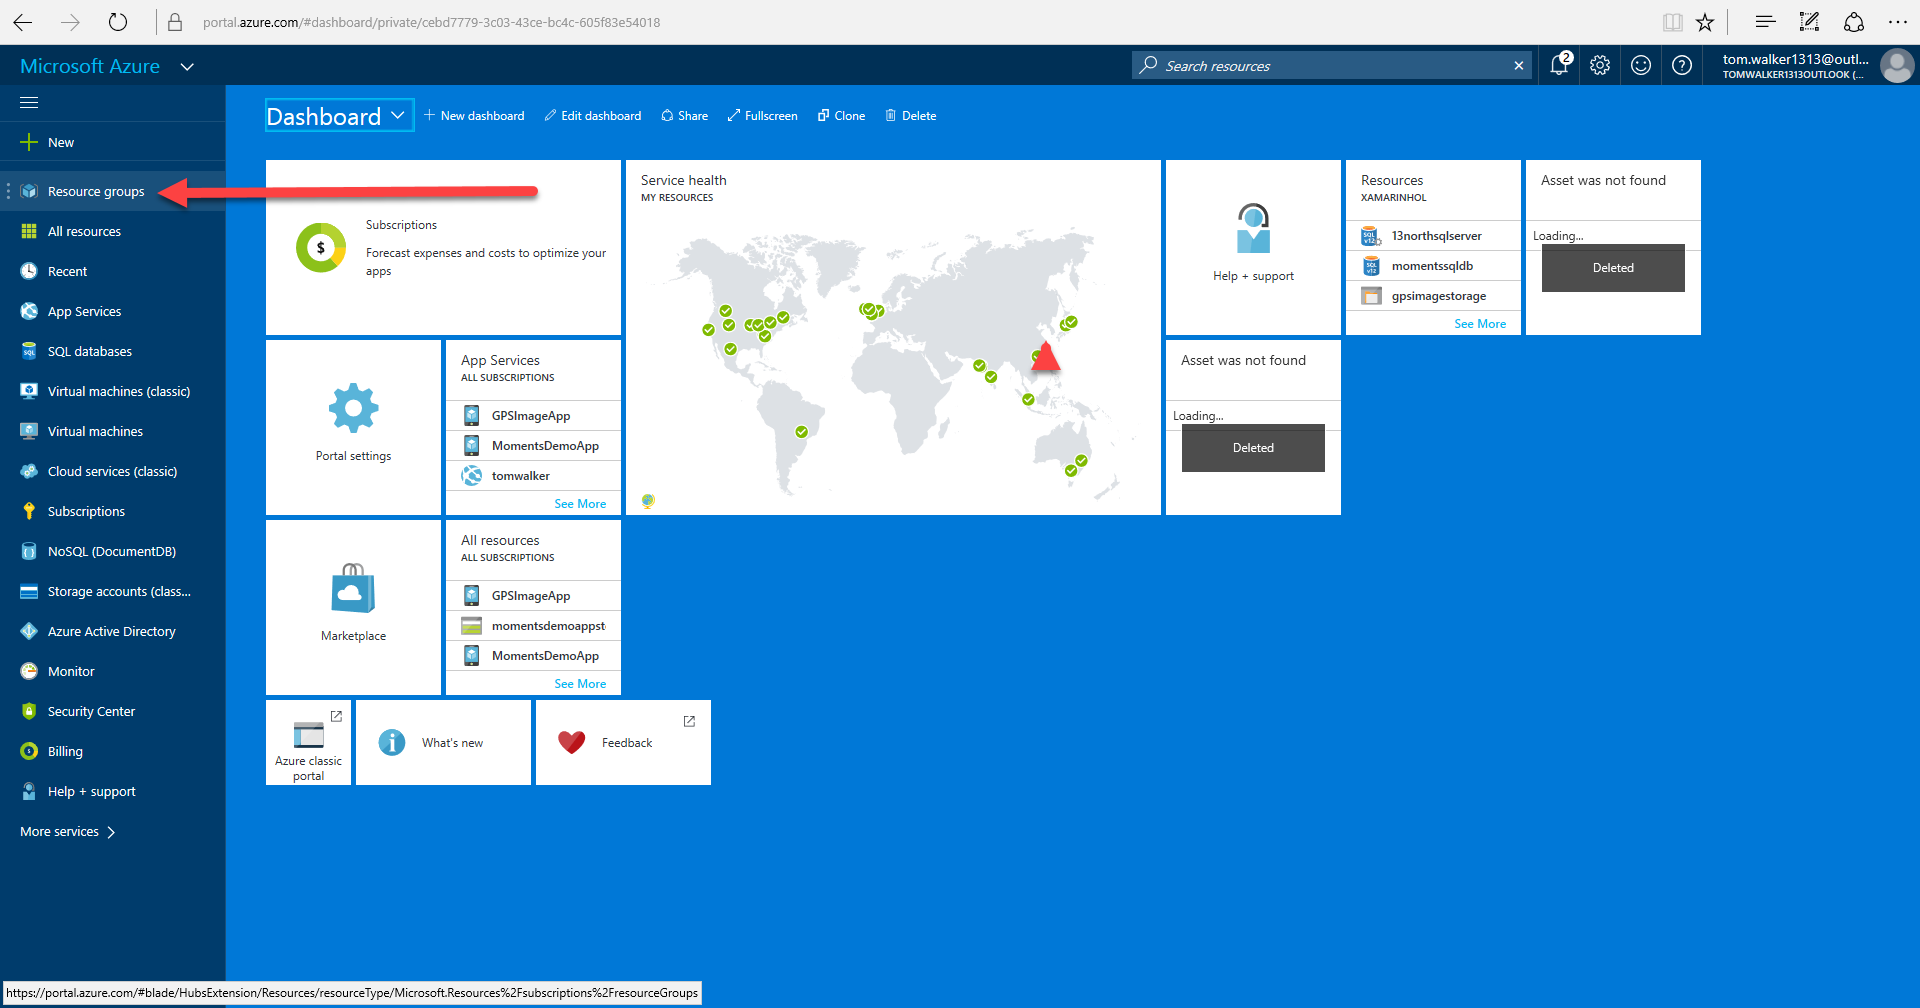 portal.azure.com/#dashboard/private/cebd7779-3c03-43ce-bc4c-605f83e54018
Microsoft Azure
Search resources
2
tom.walker1313@outl...
TOMWALKER1313OUTLOOK (...
Dashboard
New dashboard
Edit dashboard
Share
Fullscreen
Clone
Delete
New
Resource groups
All resources
Recent
App Services
SQL databases
Virtual machines (classic)
Virtual machines
Cloud services (classic)
Subscriptions
NoSQL (DocumentDB)
Storage accounts (class...
Azure Active Directory
Monitor
Security Center
Billing
Help + support
More services
$
Subscriptions
Forecast expenses and costs to optimize your
apps
Service health
MY RESOURCES
Help + support
Resources
XAMARINHOL
13northsqlserver
momentssqldb
gpsimagestorage
See More
Asset was not found
Loading...
Deleted
Portal settings
App Services
ALL SUBSCRIPTIONS
GPSImageApp
MomentsDemoApp
tomwalker
See More
Asset was not found
Loading...
Deleted
Marketplace
All resources
ALL SUBSCRIPTIONS
GPSImageApp
momentsdemoappst
MomentsDemoApp
See More
Azure classic
portal
What's new
Feedback
https://portal.azure.com/#blade/HubsExtension/Resources/resourceType/Microsoft.Resources%2Fsubscriptions%2FresourceGroups